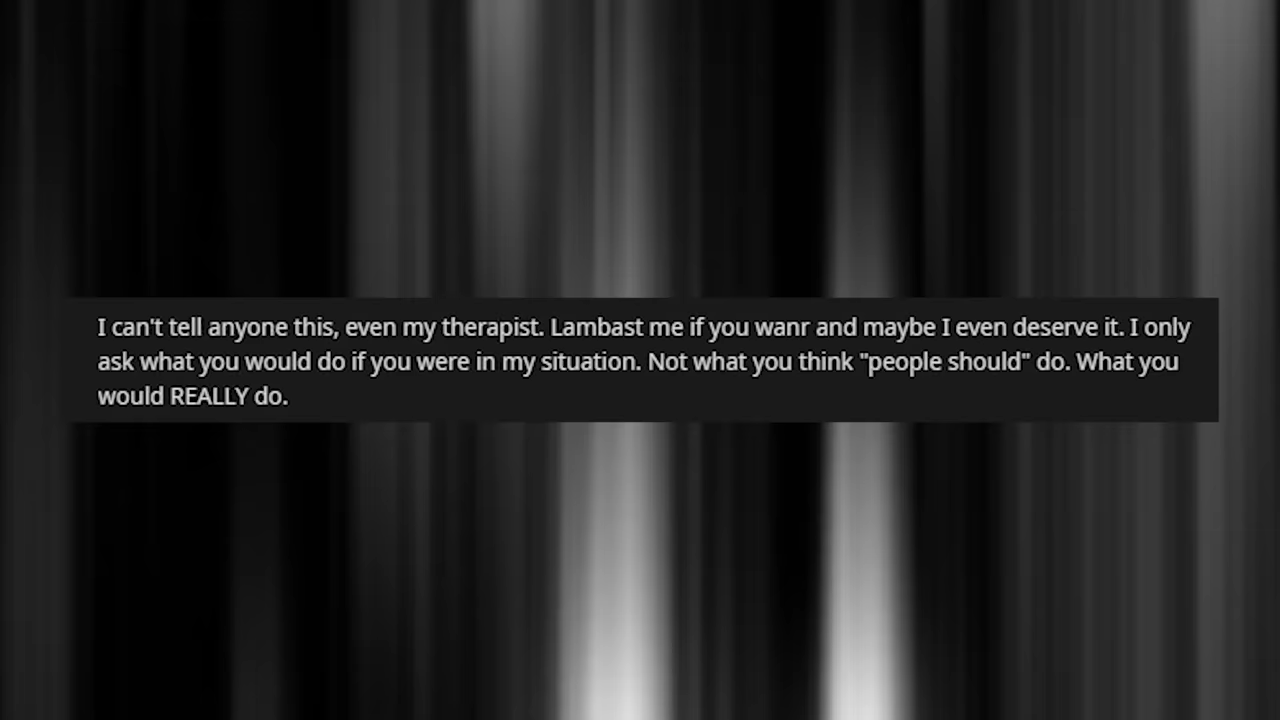 I can't tell anyone this, even my therapist. Lambast me if you wanr and maybe I even deserve it. I only
ask what you would do if you were in my situation. Not what you think "people should" do. What you
would REALLY do.